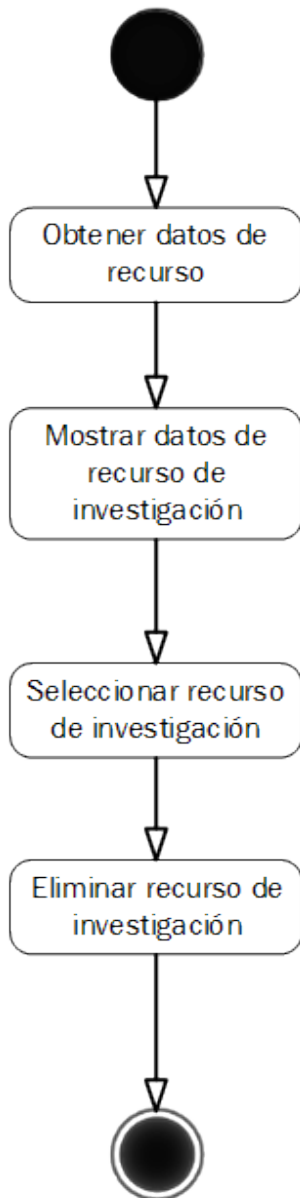 Obtener datos de
recurso
Mostrar datos de
recurso de
investigación
Seleccionar recurso
de investigación
Eliminar recurso de
investigación